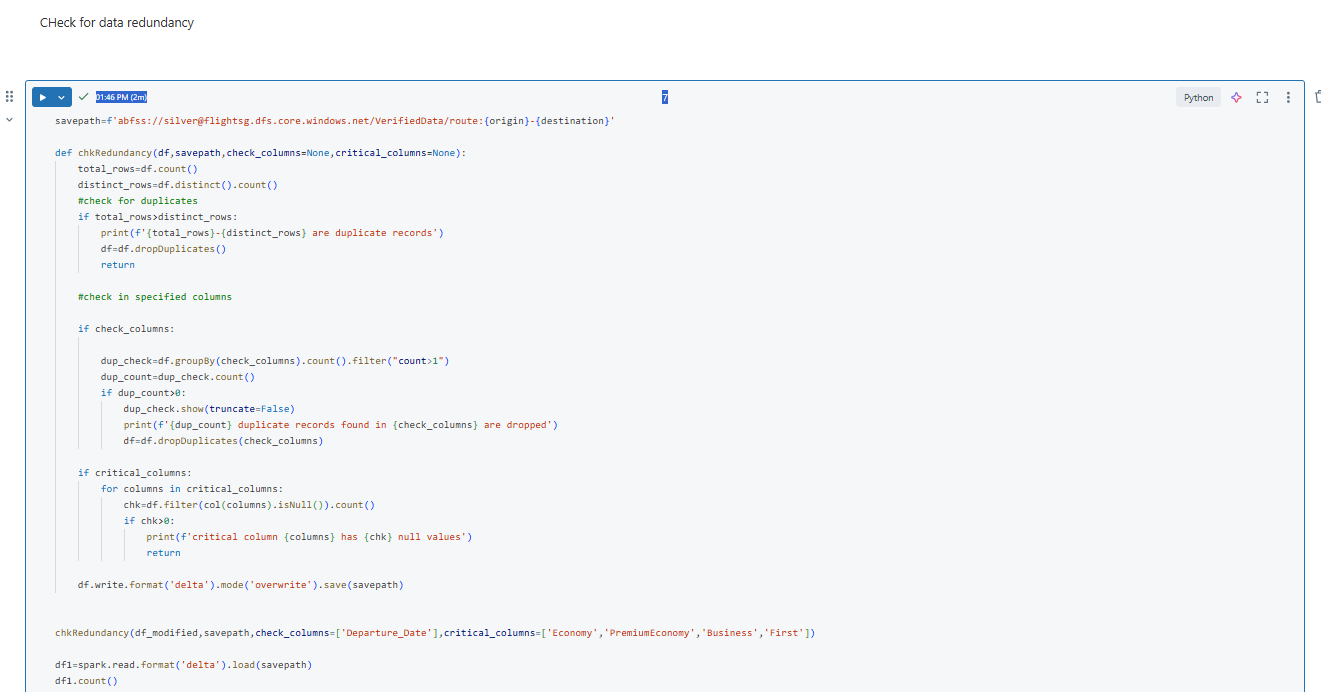 CHeck for data redundancy
01:46 PM (2m)
7
Python
savepath=f'abfss://silver@flightsg.dfs.core.windows.net/VerifiedData/route:{origin}-{destination}'
def chkRedundancy(df,savepath,check_columns=None,critical_columns=None):
    total_rows=df.count()
    distinct_rows=df.distinct().count()
    #check for duplicates
    if total_rows>distinct_rows:
        print(f'{total_rows}-{distinct_rows} are duplicate records')
        df=df.dropDuplicates()
        return
    #check in specified columns
    if check_columns:
        dup_check=df.groupBy(check_columns).count().filter("count>1")
        dup_count=dup_check.count()
        if dup_count>0:
            dup_check.show(truncate=False)
            print(f'{dup_count} duplicate records found in {check_columns} are dropped')
            df=df.dropDuplicates(check_columns)
    if critical_columns:
        for columns in critical_columns:
            chk=df.filter(col(columns).isNull()).count()
            if chk>0:
                print(f'critical column {columns} has {chk} null values')
                return
    df.write.format('delta').mode('overwrite').save(savepath)
chkRedundancy(df_modified,savepath,check_columns=['Departure_Date'],critical_columns=['Economy','PremiumEconomy','Business','First'])
df1=spark.read.format('delta').load(savepath)
df1.count()